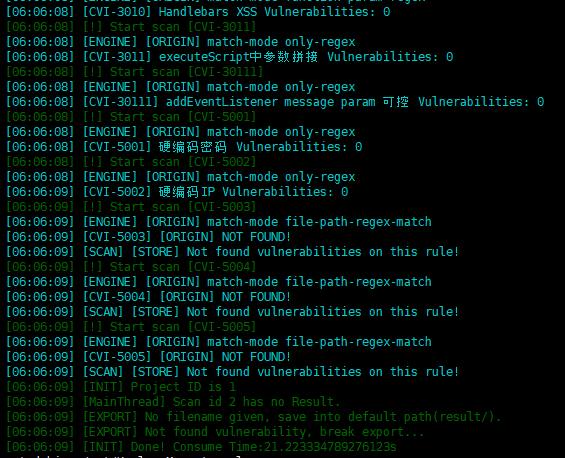 [06:06:08] [CVI-3010] Handlebars XSS Vulnerabilities: 0
[06:06:08] [!] Start scan [CVI-3011]
[06:06:08] [ENGINE] [ORIGIN] match-mode only-regex
[06:06:08] [CVI-3011] executeScript中参数拼接 Vulnerabilities: 0
[06:06:08] [!] Start scan [CVI-30111]
[06:06:08] [ENGINE] [ORIGIN] match-mode only-regex
[06:06:08] [CVI-30111] addEventListener message param 可控 Vulnerabilities: 0
[06:06:08] [!] Start scan [CVI-5001]
[06:06:08] [ENGINE] [ORIGIN] match-mode only-regex
[06:06:08] [CVI-5001] 硬编码密码 Vulnerabilities: 0
[06:06:08] [!] Start scan [CVI-5002]
[06:06:09] [ENGINE] [ORIGIN] match-mode only-regex
[06:06:09] [CVI-5002] 硬编码IP Vulnerabilities: 0
[06:06:09] [!] Start scan [CVI-5003]
[06:06:09] [ENGINE] [ORIGIN] match-mode file-path-regex-match
[06:06:09] [CVI-5003] [ORIGIN] NOT FOUND!
[06:06:09] [SCAN] [STORE] Not found vulnerabilities on this rule!
[06:06:09] [!] Start scan [CVI-5004]
[06:06:09] [ENGINE] [ORIGIN] match-mode file-path-regex-match
[06:06:09] [CVI-5004] [ORIGIN] NOT FOUND!
[06:06:09] [SCAN] [STORE] Not found vulnerabilities on this rule!
[06:06:09] [!] Start scan [CVI-5005]
[06:06:09] [ENGINE] [ORIGIN] match-mode file-path-regex-match
[06:06:09] [CVI-5005] [ORIGIN] NOT FOUND!
[06:06:09] [SCAN] [STORE] Not found vulnerabilities on this rule!
[06:06:09] [INIT] Project ID is 1
[06:06:09] [MainThread] Scan id 2 has no Result.
[06:06:09] [EXPORT] No filename given, save into default path(result/).
[06:06:09] [EXPORT] Not found vulnerability, break export...
[06:06:09] [INIT] Done! Consume Time:21.223334789276123s